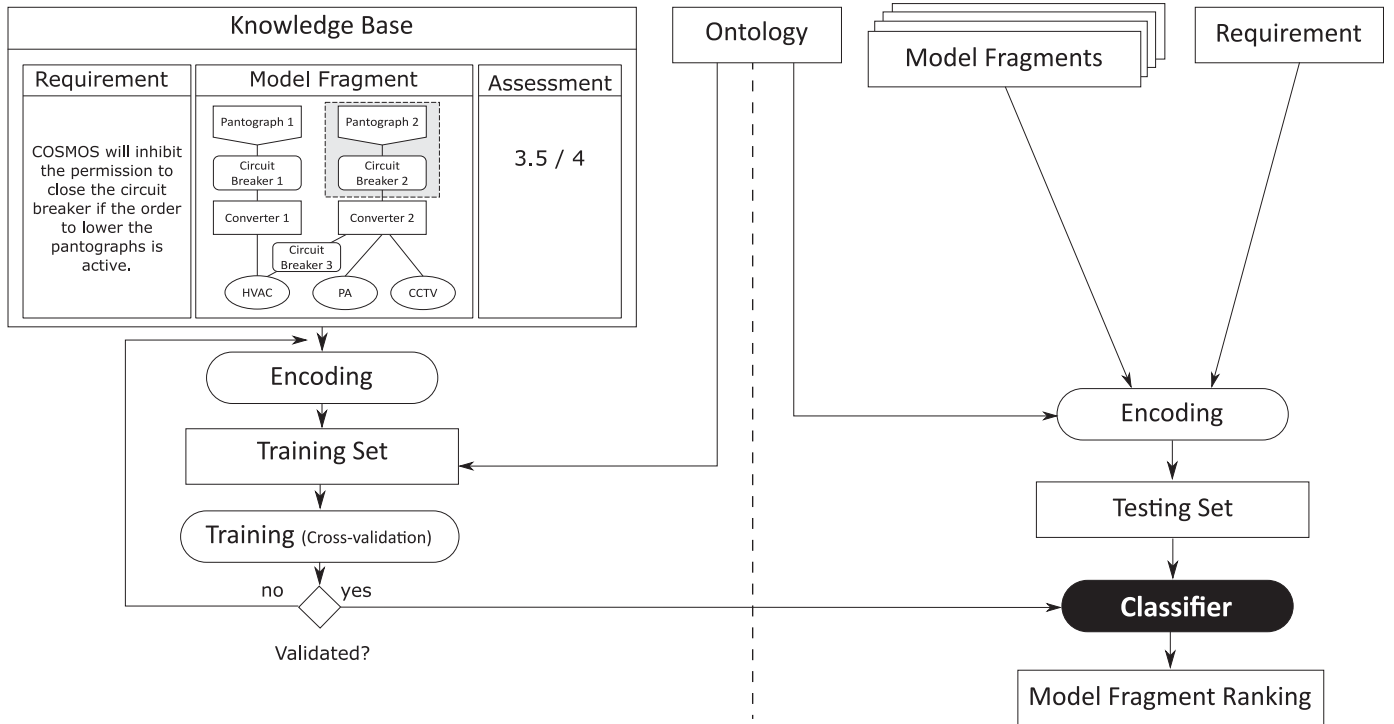 Knowledge Base
Requirement
COSMOS will inhibit
the permission to
close the circuit
breaker if the order
to lower the
pantographs is
active.
Model Fragment
Pantograph 1
Pantograph 2
Circuit
Breaker 1
Circuit
Breaker 2
Converter 1
Converter 2
Circuit
Breaker 3
HVAC
PA
CCTV
Assessment
3.5 / 4
Encoding
Training Set
Training (Cross-validation)
no
yes
Validated?
Ontology
Model Fragments
Requirement
Encoding
Testing Set
Classifier
Model Fragment Ranking